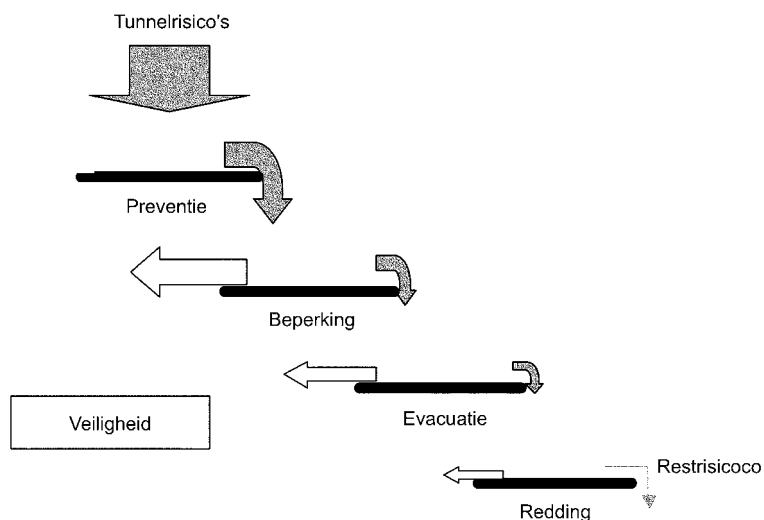 Tunnelrisico's
Preventie
Beperking
Evacuatie
Veiligheid
Restrisicoco
Redding